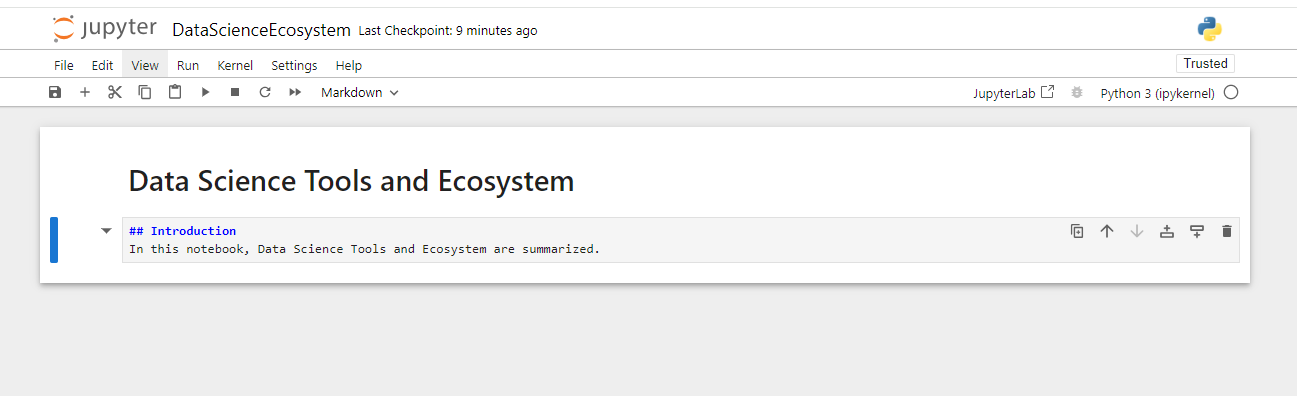 jupyter DataScienceEcosystem Last Checkpoint: 9 minutes ago
File Edit View Run Kernel Settings Help Trusted
Markdown JupyterLab Python 3 (ipykernel)
Data Science Tools and Ecosystem
## Introduction
In this notebook, Data Science Tools and Ecosystem are summarized.